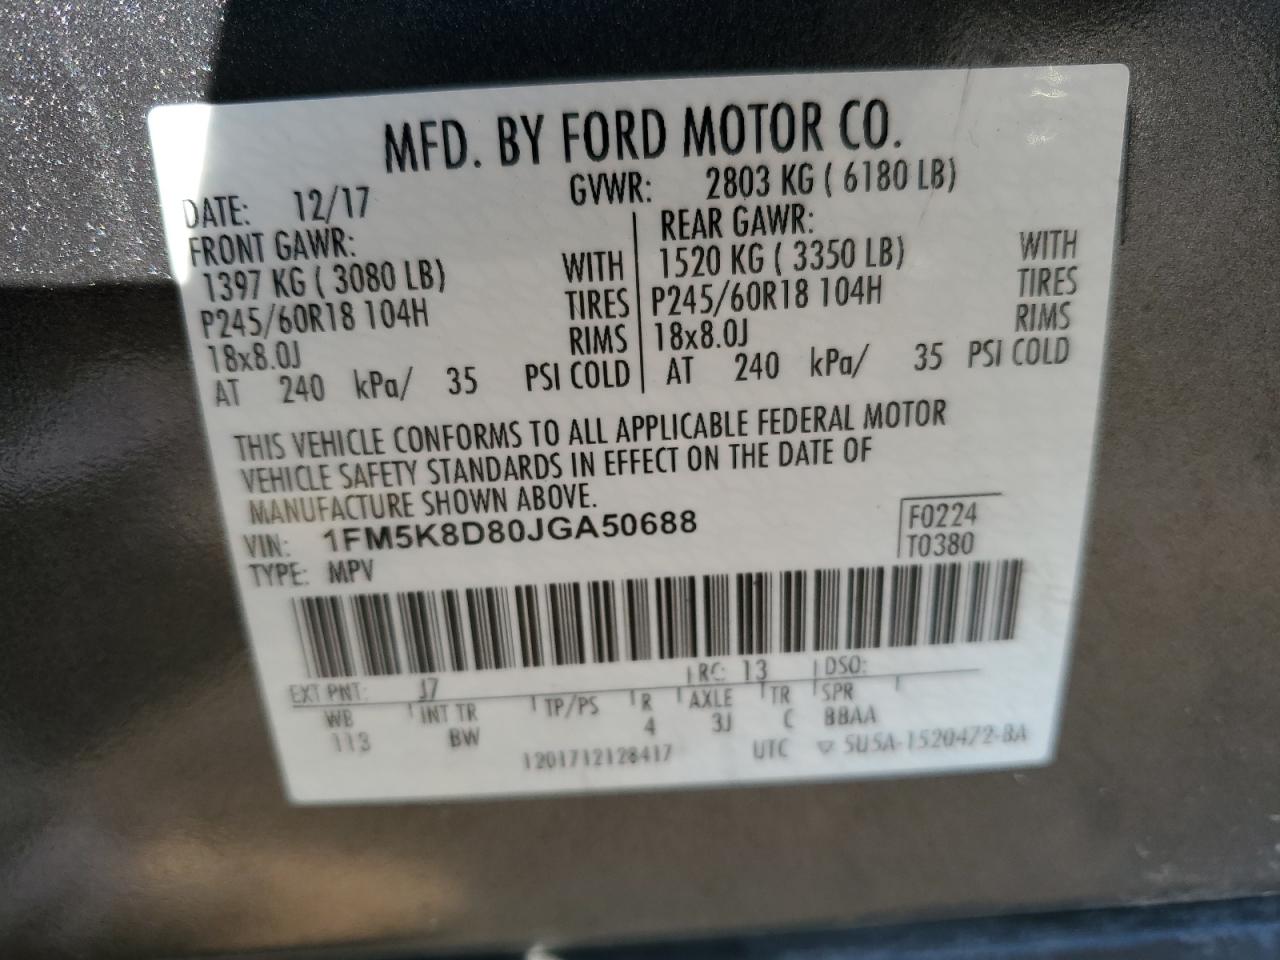 MFD. BY FORD MOTOR CO.
DATE: 12/17 GVWR: 2803 KG ( 6180 LB)
FRONT GAWR: REAR GAWR:
1397 KG ( 3080 LB) WITH 1520 KG ( 3350 LB) WITH
P245/60R18 104H TIRES P245/60R18 104H TIRES
18x8.0J RIMS 18x8.0J RIMS
AT 240 kPa/ 35 PSI COLD AT 240 kPa/ 35 PSI COLD
THIS VEHICLE CONFORMS TO ALL APPLICABLE FEDERAL MOTOR
VEHICLE SAFETY STANDARDS IN EFFECT ON THE DATE OF
MANUFACTURE SHOWN ABOVE.
VIN: 1FM5K8D80JGA50688 F0224
TYPE: MPV T0380
EXT PNT: J7 RC: 13 DSO:
WB INT TR TP/PS R AXLE TR SPR
113 BW 4 3J C BBAA
1201712128417 UTC 5U5A-1520472-BA